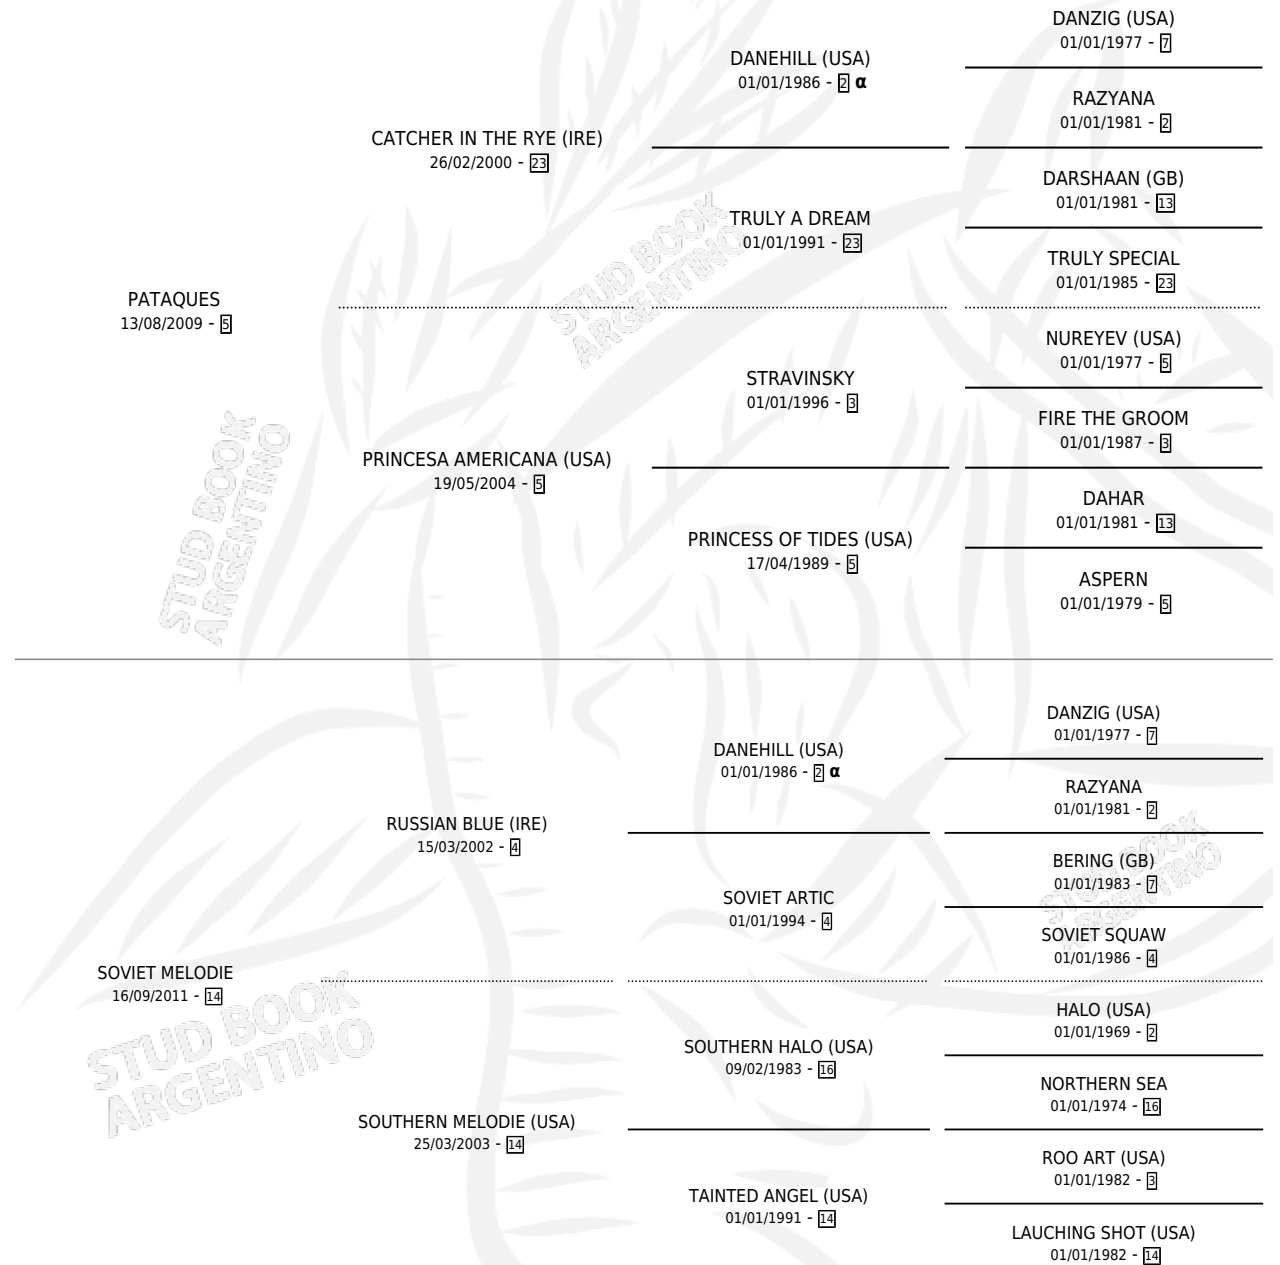 DANZIG (USA)
01/01/1977 - 7
DANEHILL (USA)
01/01/1986 - 2 α
RAZYANA
01/01/1981 - 2
CATCHER IN THE RYE (IRE)
26/02/2000 - 23
DARSHAAN (GB)
01/01/1981 - 13
TRULY A DREAM
01/01/1991 - 23
TRULY SPECIAL
01/01/1985 - 23
PATAQUES
13/08/2009 - 5
NUREYEV (USA)
01/01/1977 - 5
STRAVINSKY
01/01/1996 - 3
FIRE THE GROOM
01/01/1987 - 3
PRINCESA AMERICANA (USA)
19/05/2004 - 5
DAHAR
01/01/1981 - 13
PRINCESS OF TIDES (USA)
17/04/1989 - 5
ASPERN
01/01/1979 - 5
STUD BOOK
ARGENTINO
STUD BOOK
ARGENTINO
DANZIG (USA)
01/01/1977 - 7
DANEHILL (USA)
01/01/1986 - 2 α
RAZYANA
01/01/1981 - 2
RUSSIAN BLUE (IRE)
15/03/2002 - 4
BERING (GB)
01/01/1983 - 7
SOVIET ARTIC
01/01/1994 - 4
SOVIET SQUAW
01/01/1986 - 4
SOVIET MELODIE
16/09/2011 - 14
HALO (USA)
01/01/1969 - 2
SOUTHERN HALO (USA)
09/02/1983 - 16
NORTHERN SEA
01/01/1974 - 16
SOUTHERN MELODIE (USA)
25/03/2003 - 14
ROO ART (USA)
01/01/1982 - 3
TAINTED ANGEL (USA)
01/01/1991 - 14
LAUCHING SHOT (USA)
01/01/1982 - 14
STUD BOOK
ARGENTINO
STUD BOOK
ARGENTINO